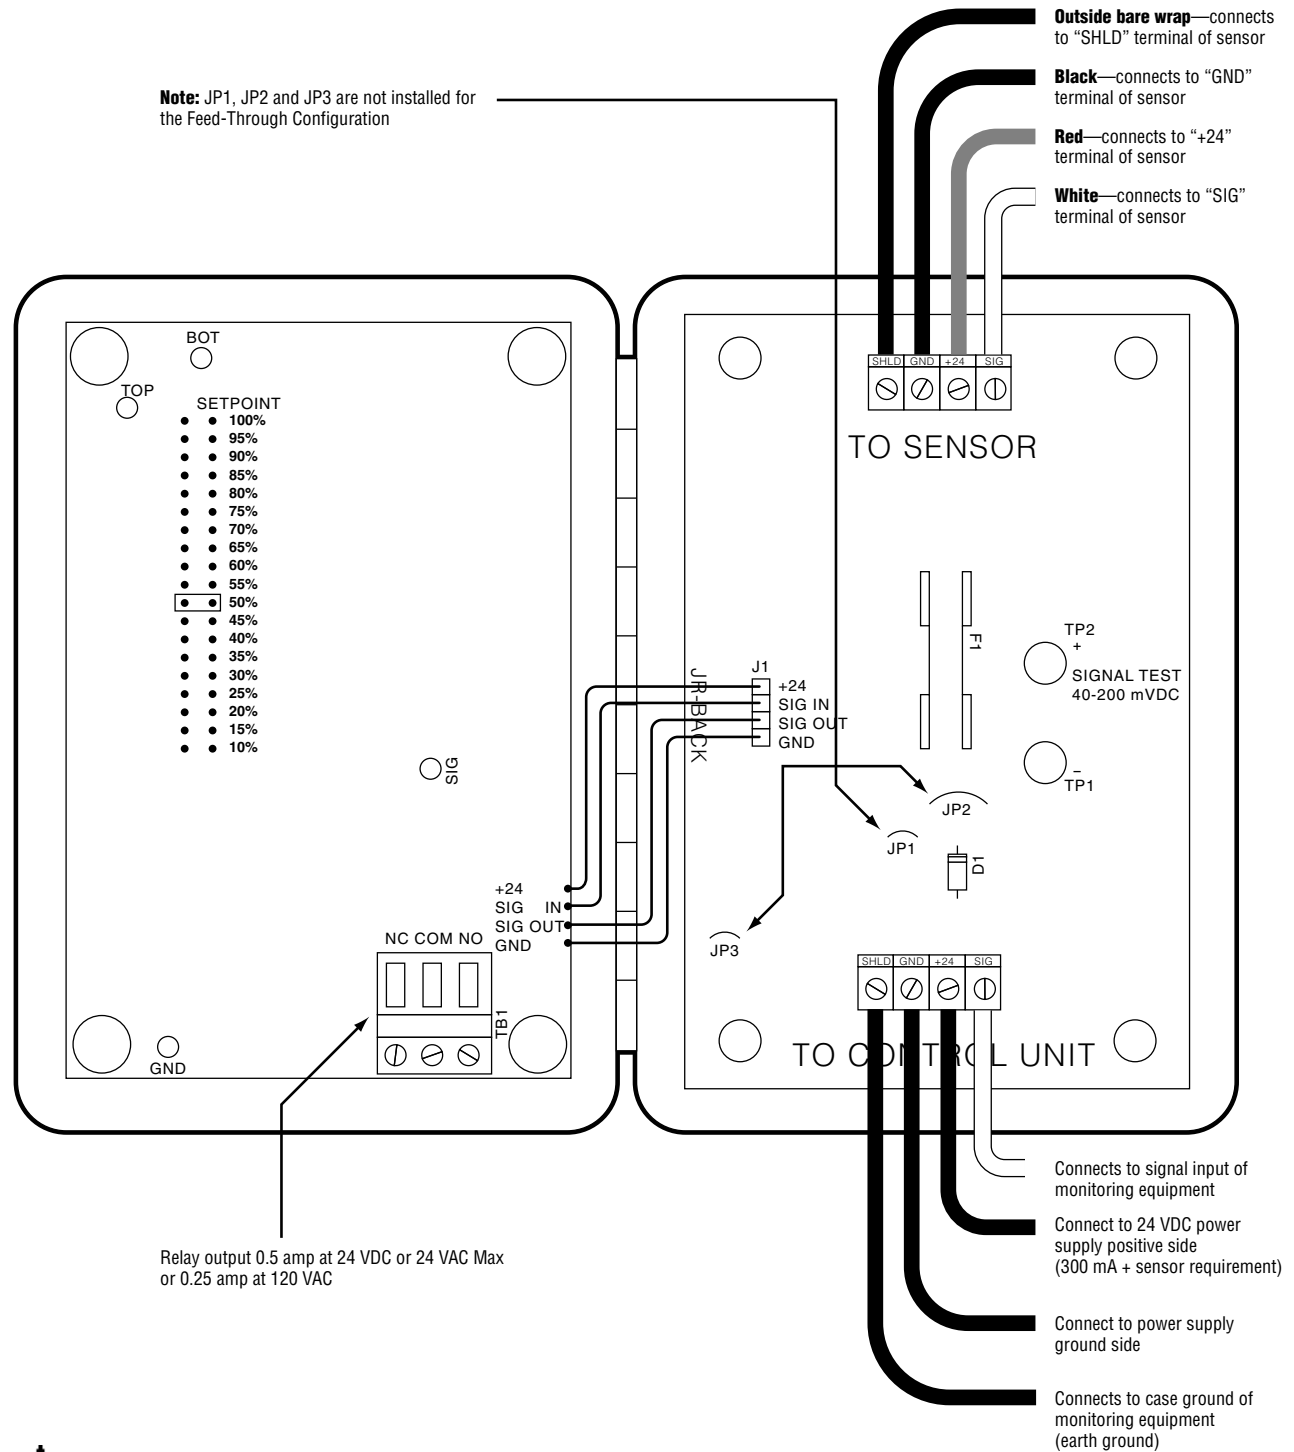 Outside bare wrap—connects
to “SHLD” terminal of sensor
Black—connects to “GND”
terminal of sensor
Red—connects to “+24”
terminal of sensor
White—connects to “SIG”
terminal of sensor
Note: JP1, JP2 and JP3 are not installed for
the Feed-Through Configuration
BOT
TOP
SETPOINT
100%
95%
90%
85%
80%
75%
70%
65%
60%
55%
50%
45%
40%
35%
30%
25%
20%
15%
10%
SIG
+24
SIG IN
SIG OUT
GND
NC COM NO
TB1
GND
SHLD GND +24 SIG
TO SENSOR
F1
TP2
+
SIGNAL TEST
40-200 mVDC
–
TP1
JR-BACK
J1
+24
SIG IN
SIG OUT
GND
JP2
JP1
D1
JP3
SHLD GND +24 SIG
TO CONTROL UNIT
Relay output 0.5 amp at 24 VDC or 24 VAC Max
or 0.25 amp at 120 VAC
Connects to signal input of
monitoring equipment
Connect to 24 VDC power
supply positive side
(300 mA + sensor requirement)
Connect to power supply
ground side
Connects to case ground of
monitoring equipment
(earth ground)